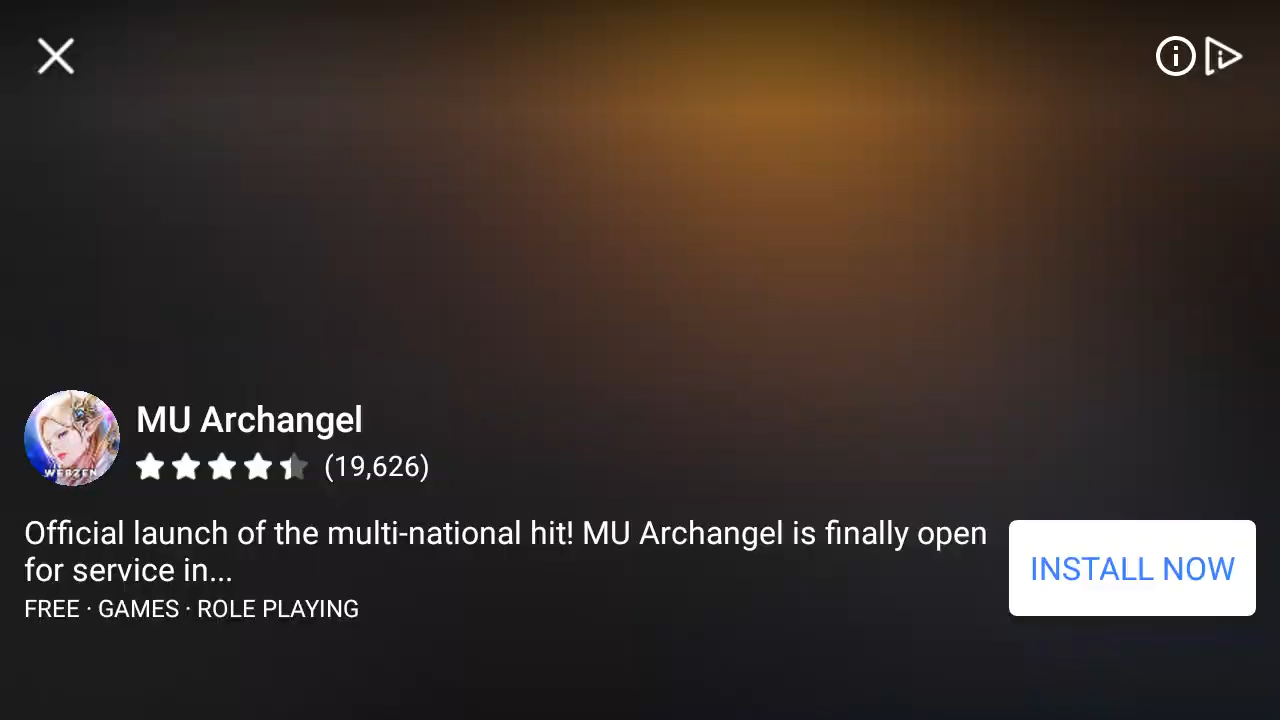 MU Archangel
WEBZEN
(19,626)
Official launch of the multi-national hit! MU Archangel is finally open
for service in...
FREE · GAMES · ROLE PLAYING
INSTALL NOW